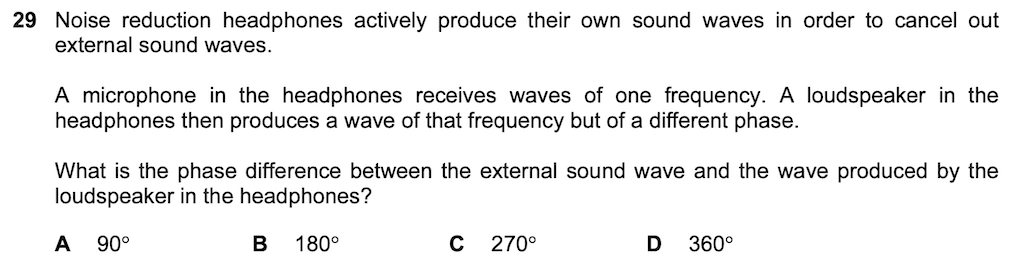 29 Noise reduction headphones actively produce their own sound waves in order to cancel out
external sound waves.
A microphone in the headphones receives waves of one frequency. A loudspeaker in the
headphones then produces a wave of that frequency but of a different phase.
What is the phase difference between the external sound wave and the wave produced by the
loudspeaker in the headphones?
A 90° B 180° C 270° D 360°